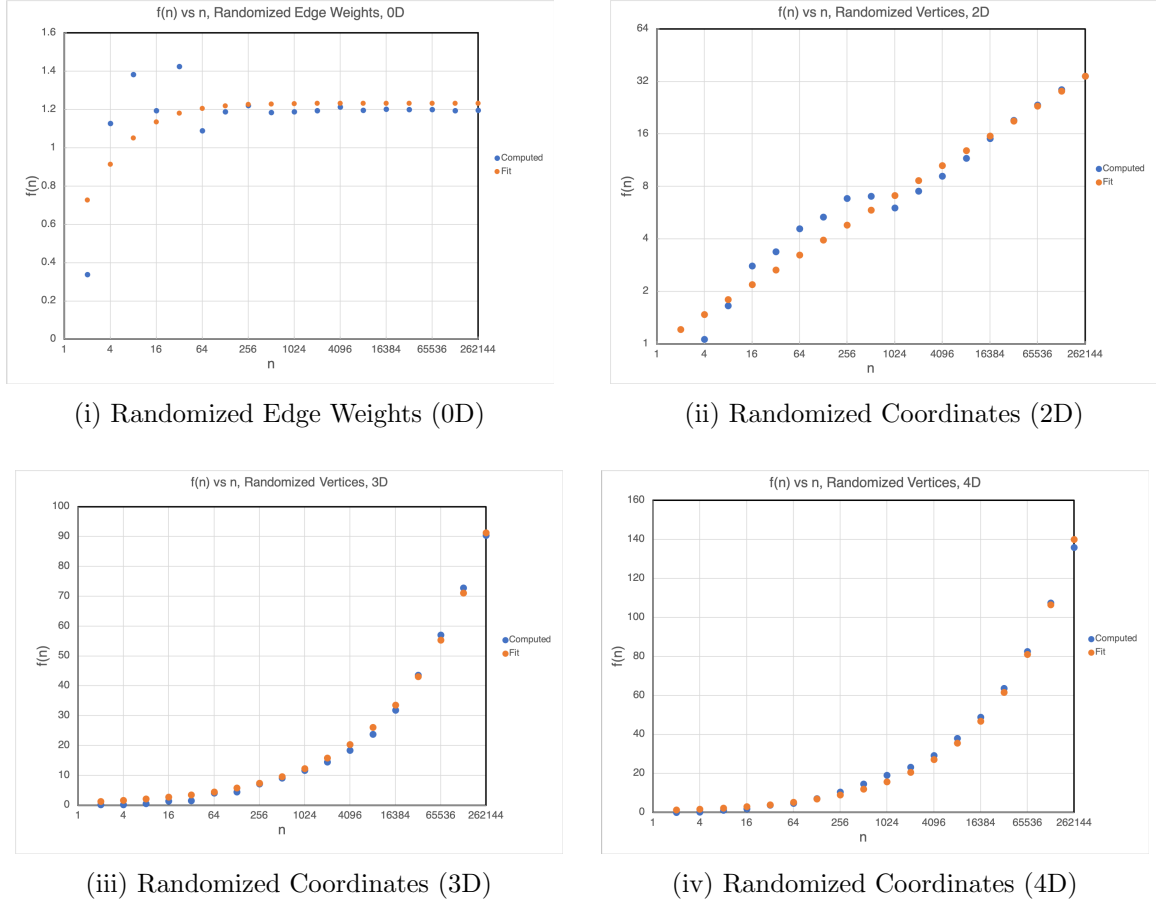 f(n) vs n, Randomized Edge Weights, 0D
1.6
1.4
1.2
1
0.8
0.6
0.4
0.2
0
f(n)
1 4 16 64 256 1024 4096 16384 65536 262144
n
Computed
Fit
(i) Randomized Edge Weights (0D)
f(n) vs n, Randomized Vertices, 2D
64
32
16
8
4
2
1
f(n)
1 4 16 64 256 1024 4096 16384 65536 262144
n
Computed
Fit
(ii) Randomized Coordinates (2D)
f(n) vs n, Randomized Vertices, 3D
100
90
80
70
60
50
40
30
20
10
0
f(n)
1 4 16 64 256 1024 4096 16384 65536 262144
n
Computed
Fit
(iii) Randomized Coordinates (3D)
f(n) vs n, Randomized Vertices, 4D
160
140
120
100
80
60
40
20
0
f(n)
1 4 16 64 256 1024 4096 16384 65536 262144
n
Computed
Fit
(iv) Randomized Coordinates (4D)